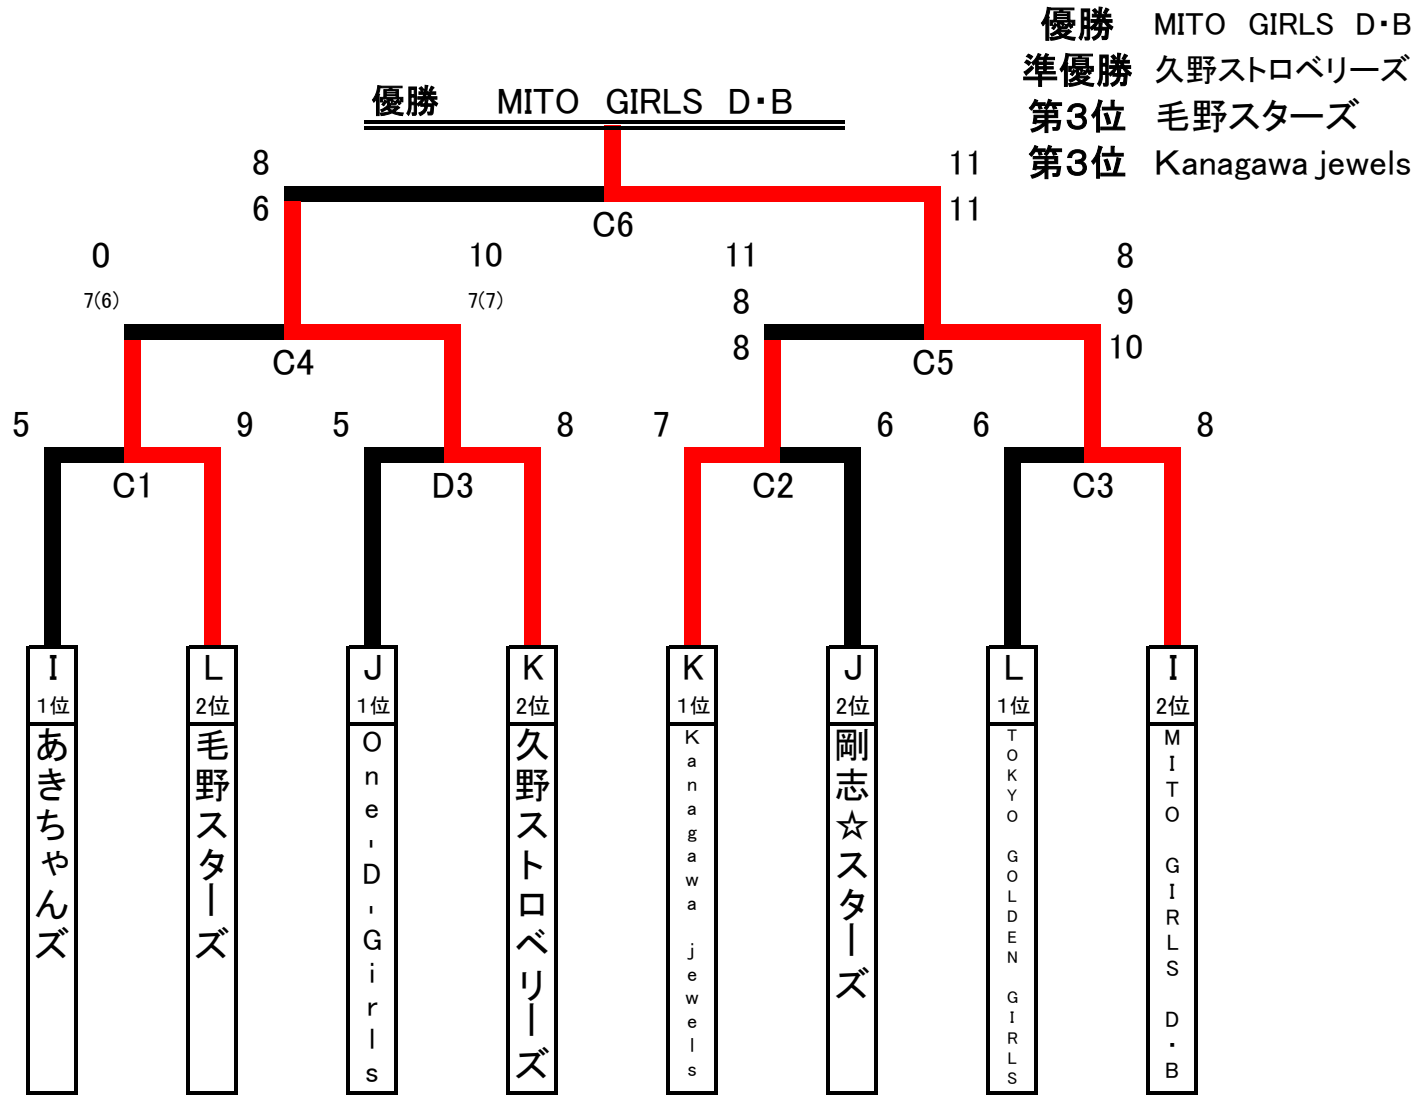 優勝 MITO GIRLS D・B
準優勝 久野ストロベリーズ
第３位 毛野スターズ
第３位 Kanagawa jewels
優勝 MITO GIRLS D・B
8 11
6 11
C6
0 10 11 8
7(6) 7(7) 8 9
8 10
C4 C5
5 9 5 8 7 6 6 8
C1 D3 C2 C3
I L J K K J L I
1位 2位 1位 2位 1位 2位 1位 2位
あきちゃんズ
毛野スターズ
One-D-Girls
久野ストロベリーズ
Kanagawa jewels
剛志☆スターズ
TOKYO GOLDEN GIRLS
MITO GIRLS D・B